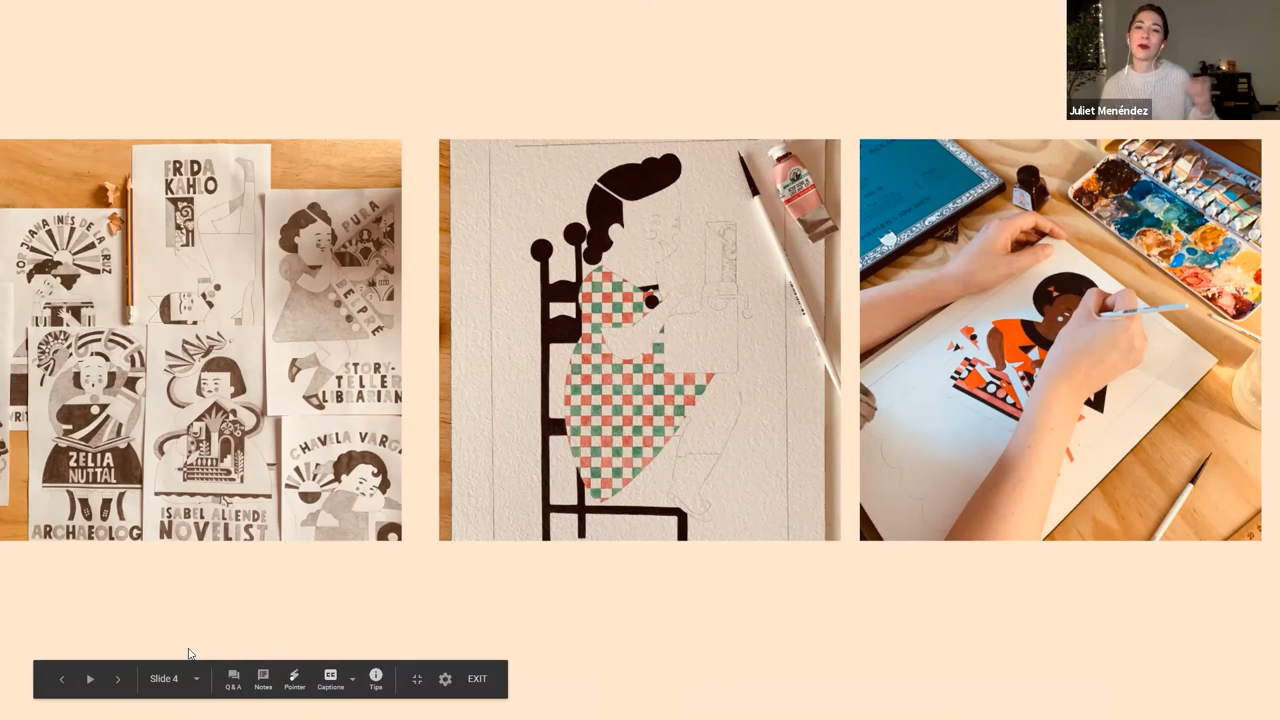 Juliet Menéndez
FRIDA
KAHLO
SOR JUANA INÉS DE LA CRUZ
PURA
BELPRÉ
STORY-
TELLER
LIBRARIAN
ZELIA
NUTTAL
ARCHAEOLOG
ISABEL ALLENDE
NOVELIST
CHAVELA VARG
Slide 4
Q & A
Notes
Pointer
Captions
Tips
EXIT